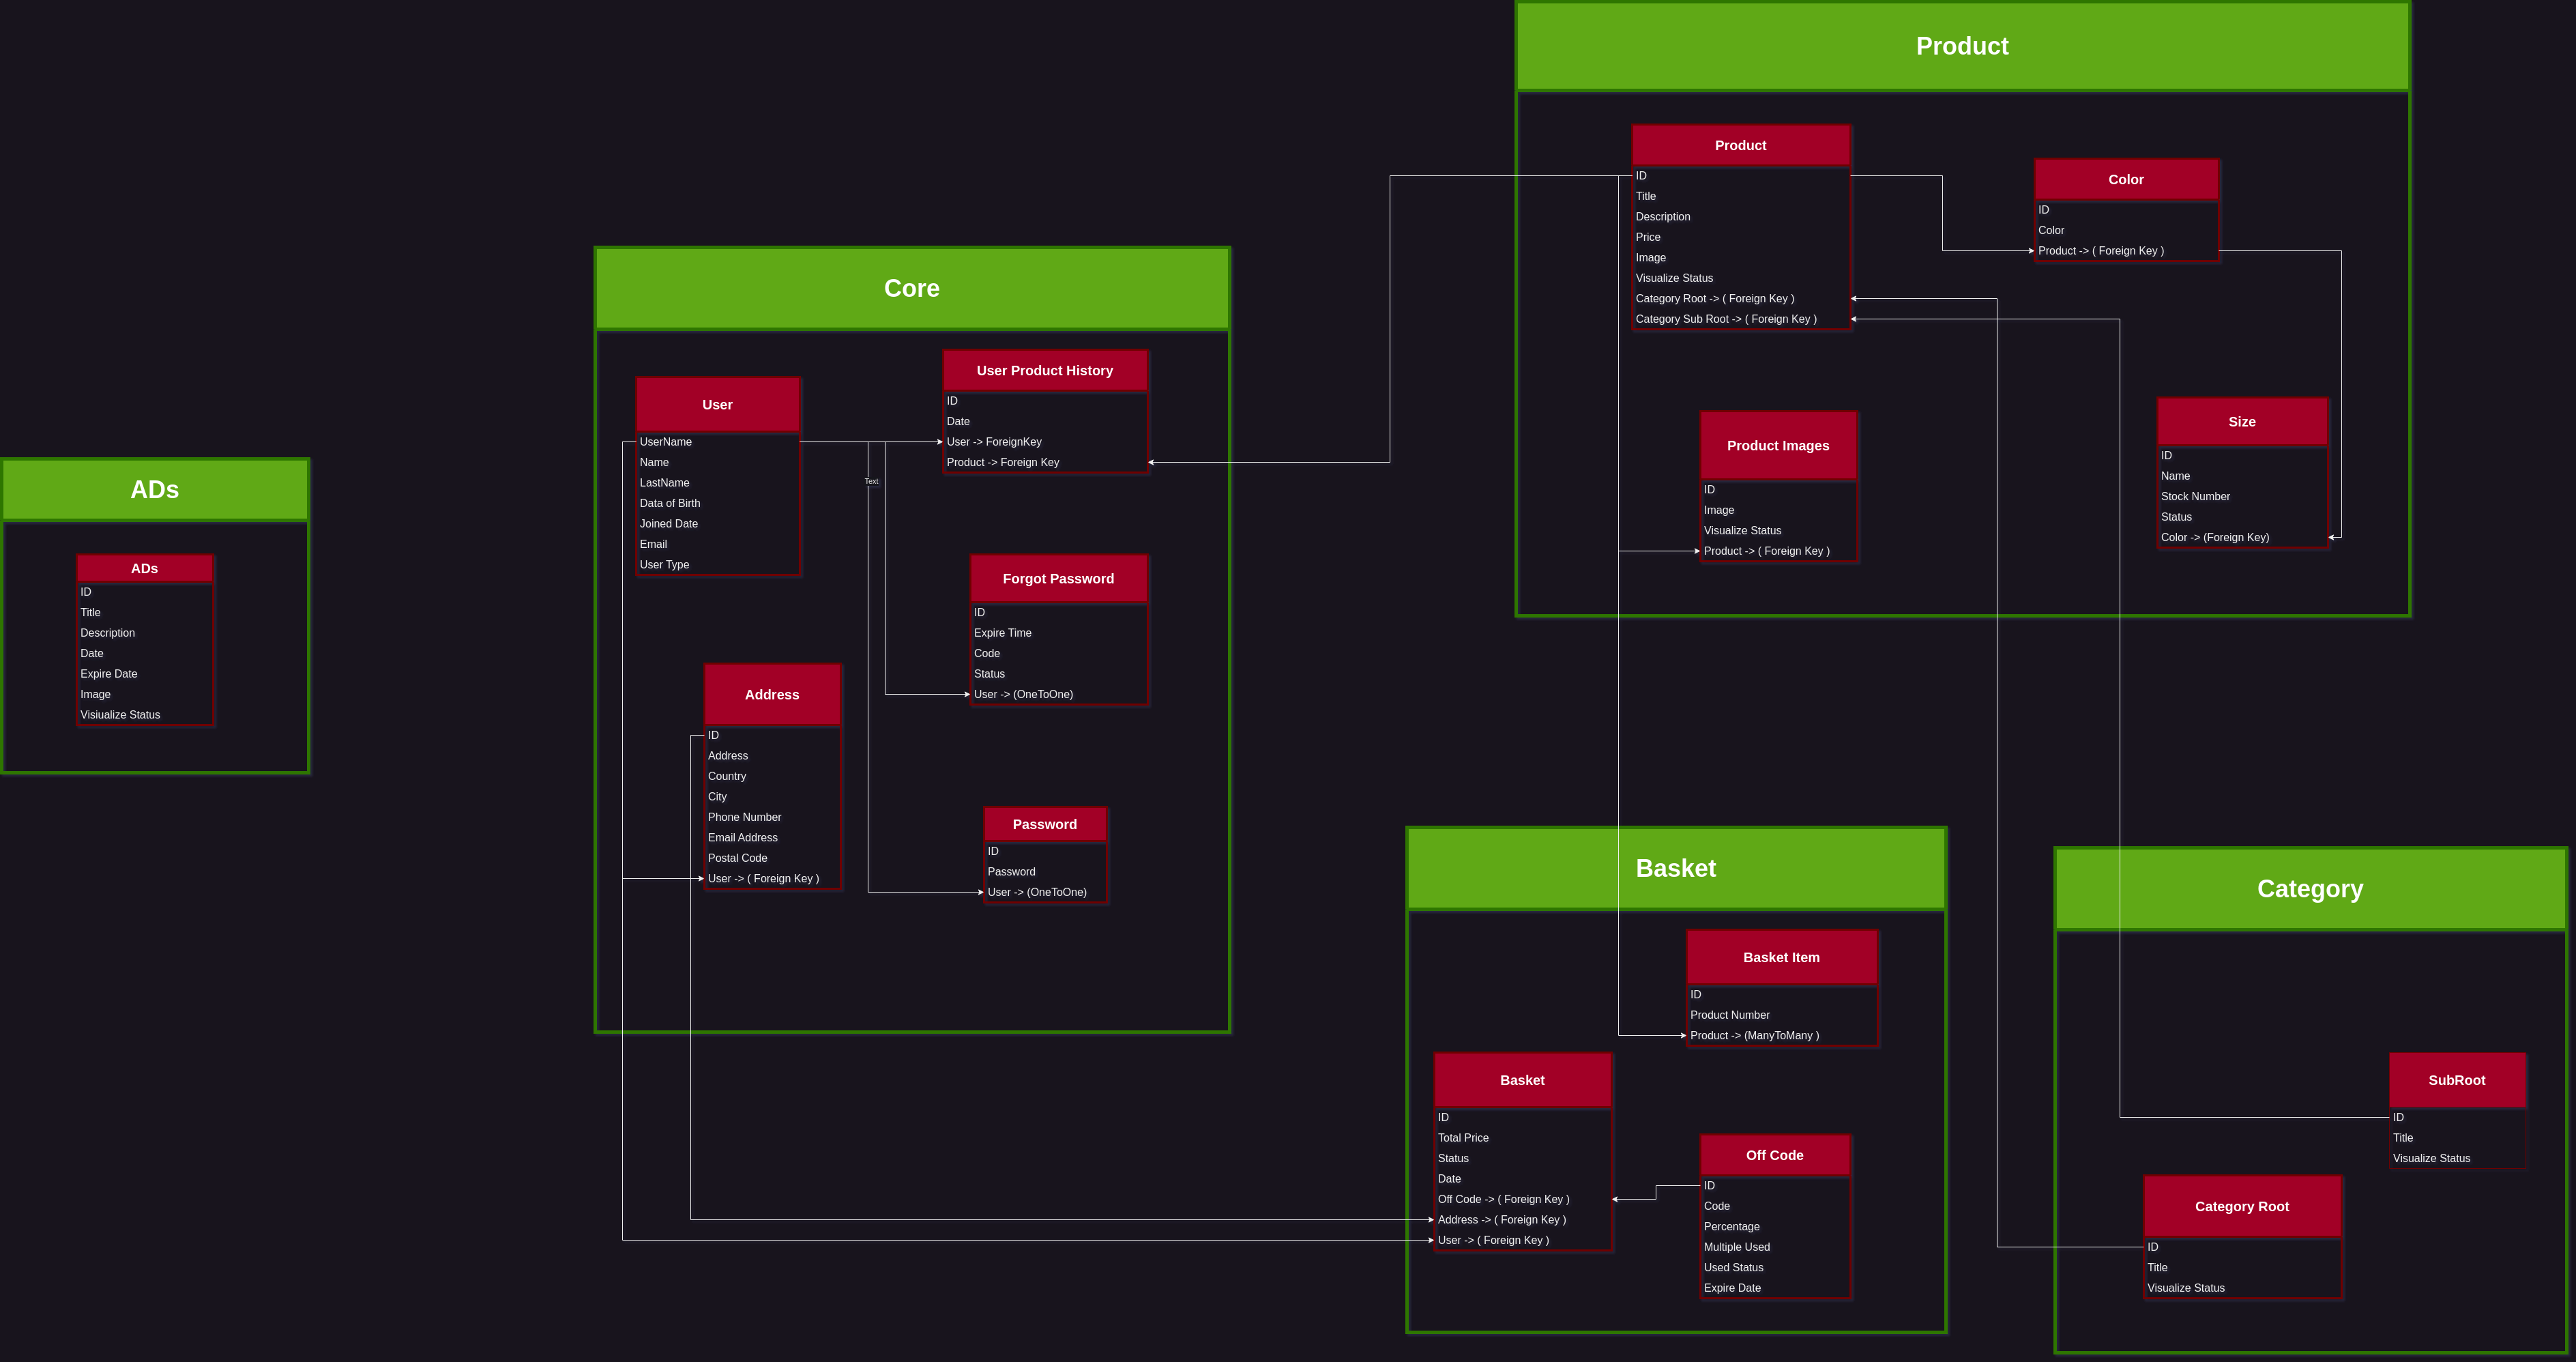 Product
Product
ID
Title
Description
Price
Image
Visualize Status
Category Root -> ( Foreign Key )
Category Sub Root -> ( Foreign Key )
Color
ID
Color
Product -> ( Foreign Key )
Product Images
ID
Image
Visualize Status
Product -> ( Foreign Key )
Size
ID
Name
Stock Number
Status
Color -> (Foreign Key)
Core
User
UserName
Name
LastName
Data of Birth
Joined Date
Email
User Type
User Product History
ID
Date
User -> ForeignKey
Product -> Foreign Key
Text
Forgot Password
ID
Expire Time
Code
Status
User -> (OneToOne)
Address
ID
Address
Country
City
Phone Number
Email Address
Postal Code
User -> ( Foreign Key )
Password
ID
Password
User -> (OneToOne)
ADs
ADs
ID
Title
Description
Date
Expire Date
Image
Visiualize Status
Basket
Basket Item
ID
Product Number
Product -> (ManyToMany )
Basket
ID
Total Price
Status
Date
Off Code -> ( Foreign Key )
Address -> ( Foreign Key )
User -> ( Foreign Key )
Off Code
ID
Code
Percentage
Multiple Used
Used Status
Expire Date
Category
SubRoot
ID
Title
Visualize Status
Category Root
ID
Title
Visualize Status